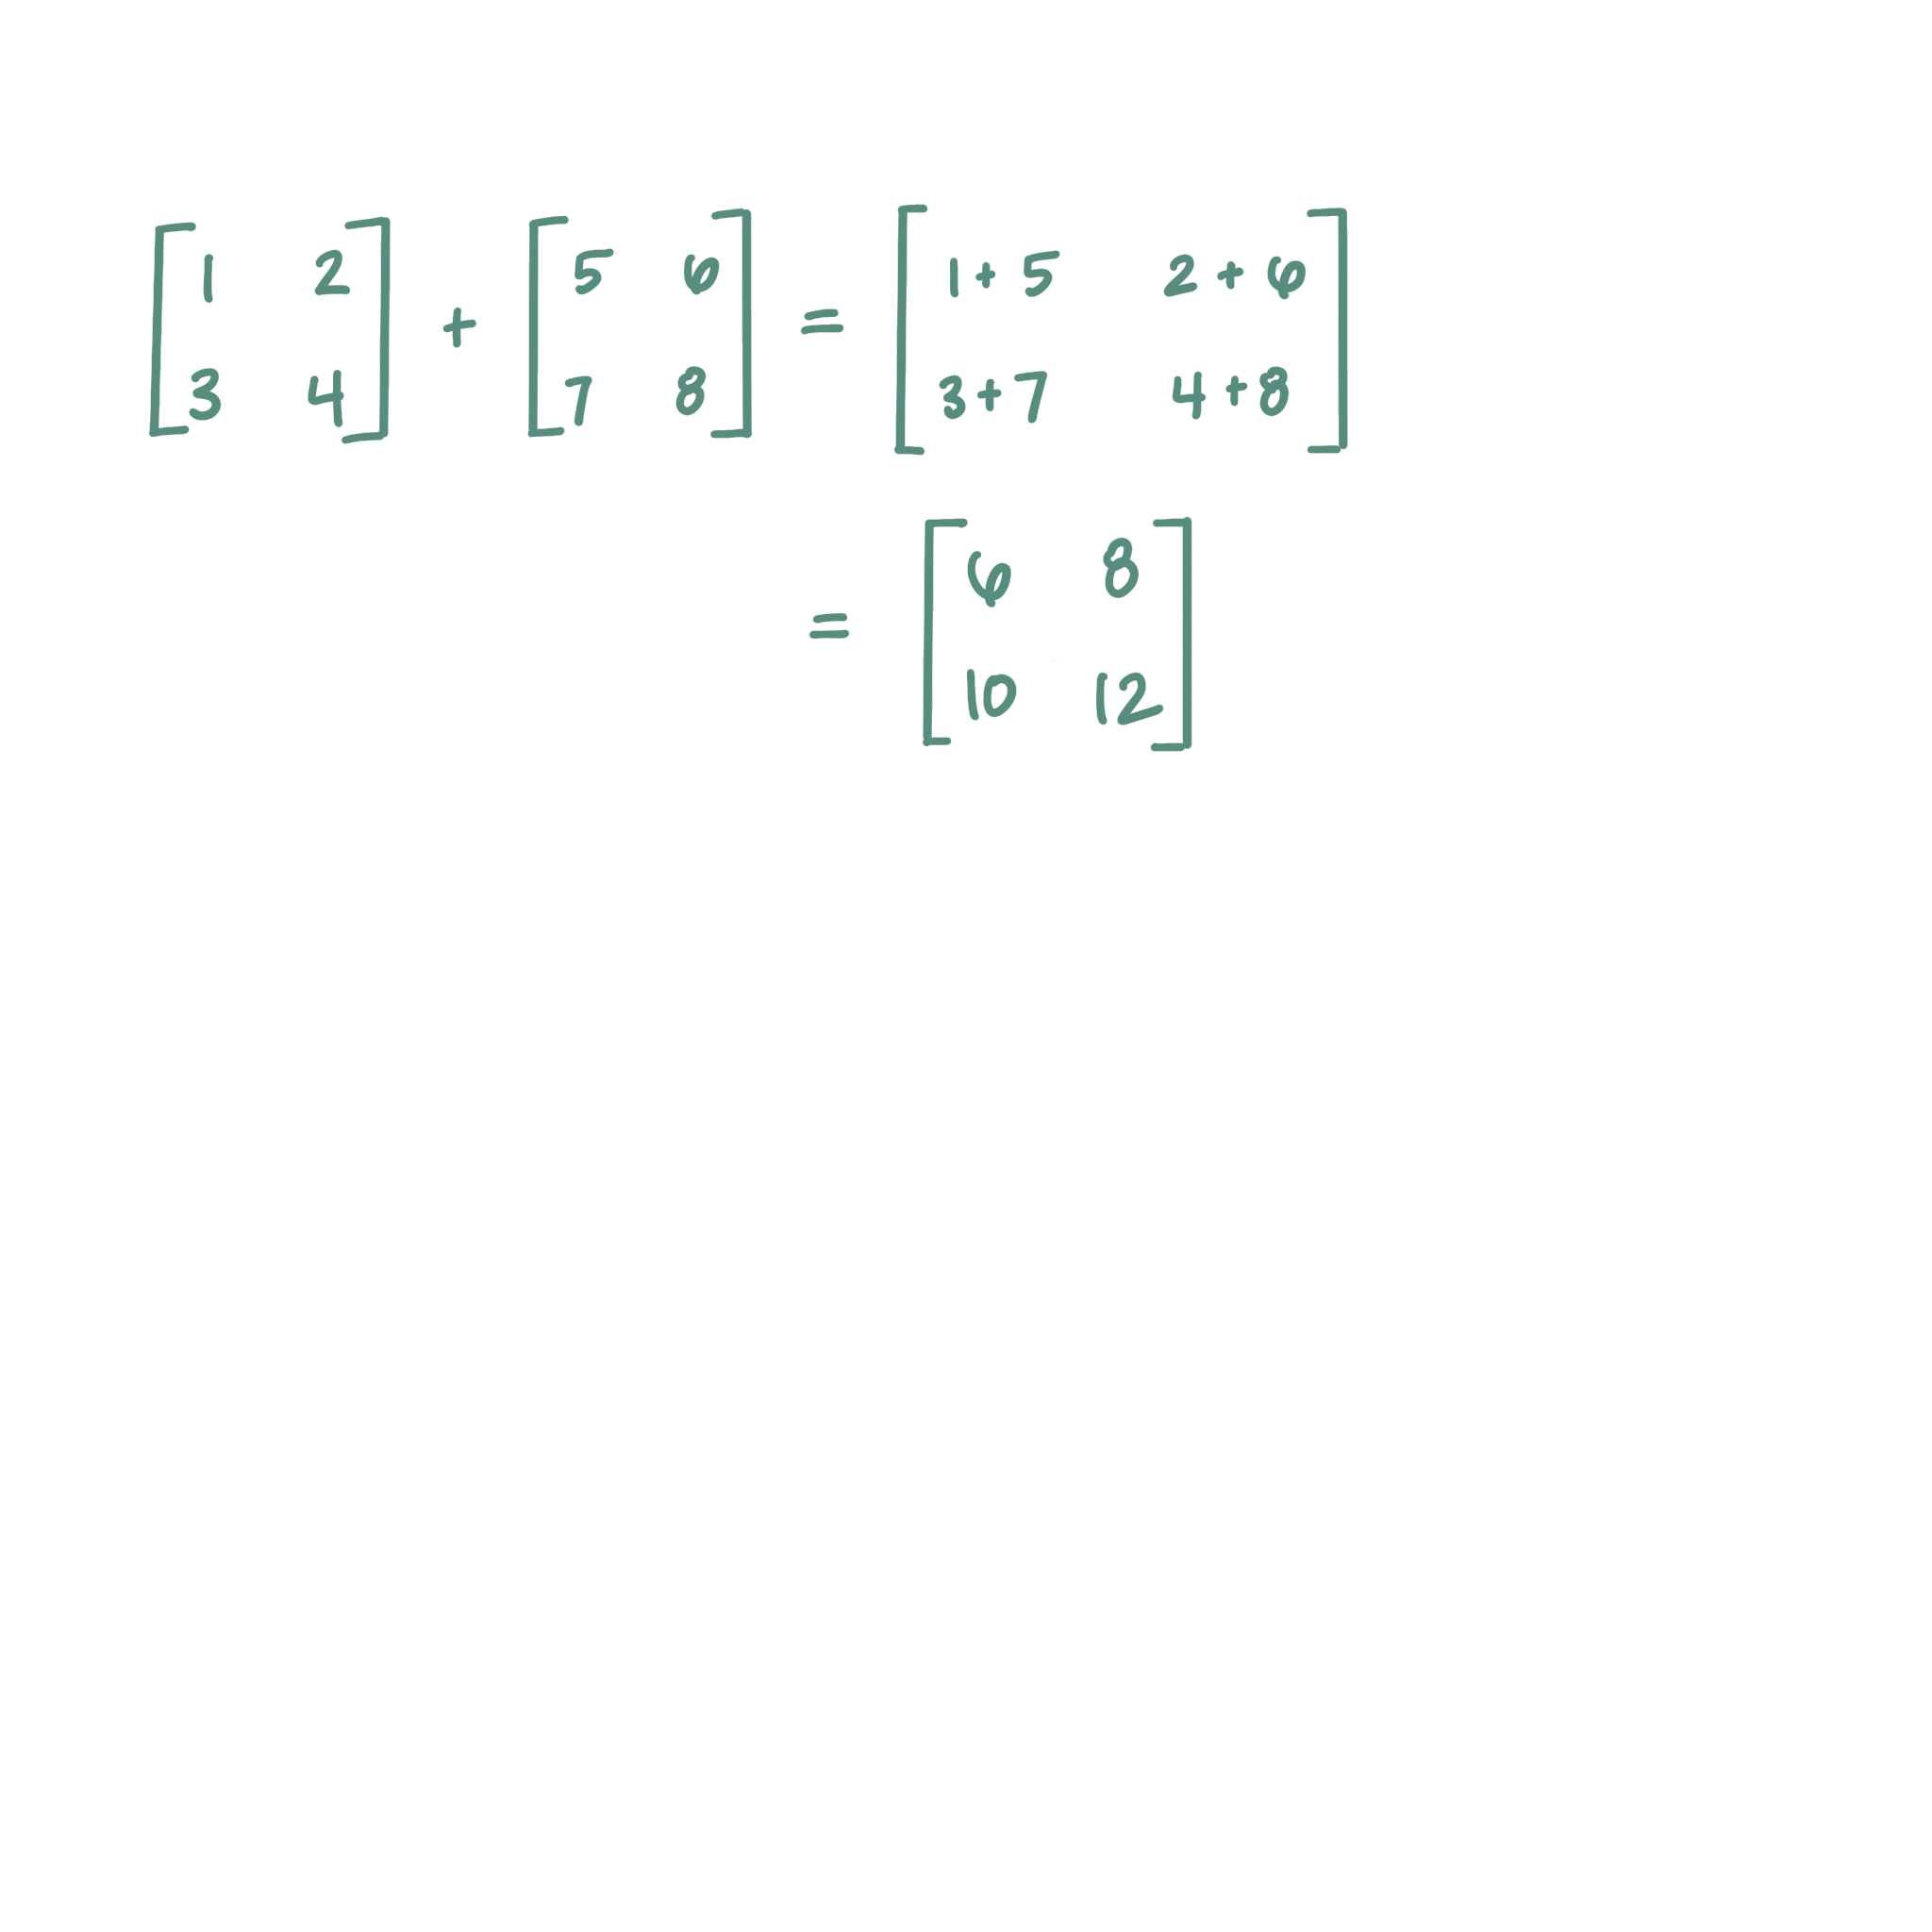 [1 2] + [5 6] = [1+5 2+6]
[3 4] [7 8] [3+7 4+8]
= [6 8]
[10 12]